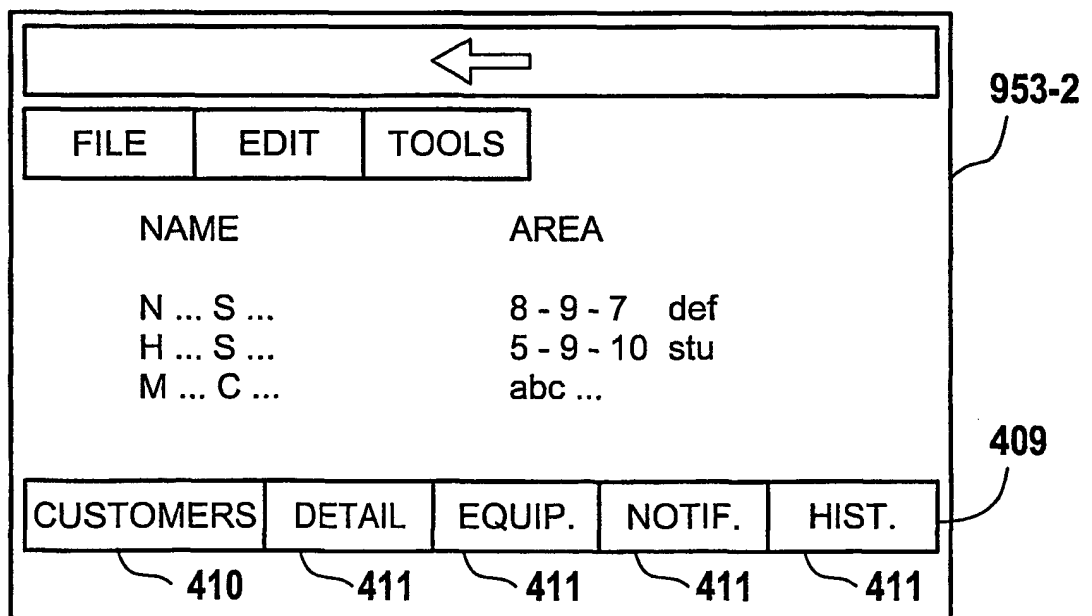 953-2
FILE EDIT TOOLS
NAME AREA
N ... S ... 8 - 9 - 7 def
H ... S ... 5 - 9 - 10 stu
M ... C ... abc ...
409
CUSTOMERS DETAIL EQUIP. NOTIF. HIST.
410 411 411 411 411